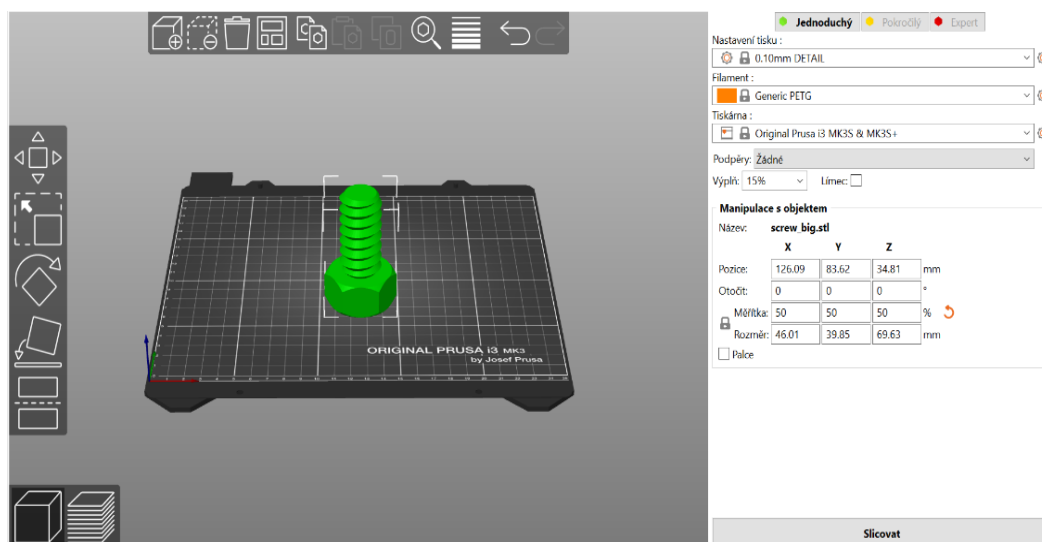 Jednoduchý Pokročilý Expert
Nastavení tisku :
0.10mm DETAIL
Filament :
Generic PETG
Tiskárna :
Original Prusa i3 MK3S & MK3S+
Podpěry: Žádné
Výplň: 15% Límec:
Manipulace s objektem
Název: screw_big.stl
X Y Z
Pozice: 126.09 83.62 34.81 mm
Otočit: 0 0 0 °
Měřítka: 50 50 50 %
Rozměr: 46.01 39.85 69.63 mm
Palce
ORIGINAL PRUSA i3 MK3
by Josef Prusa
Slicovat